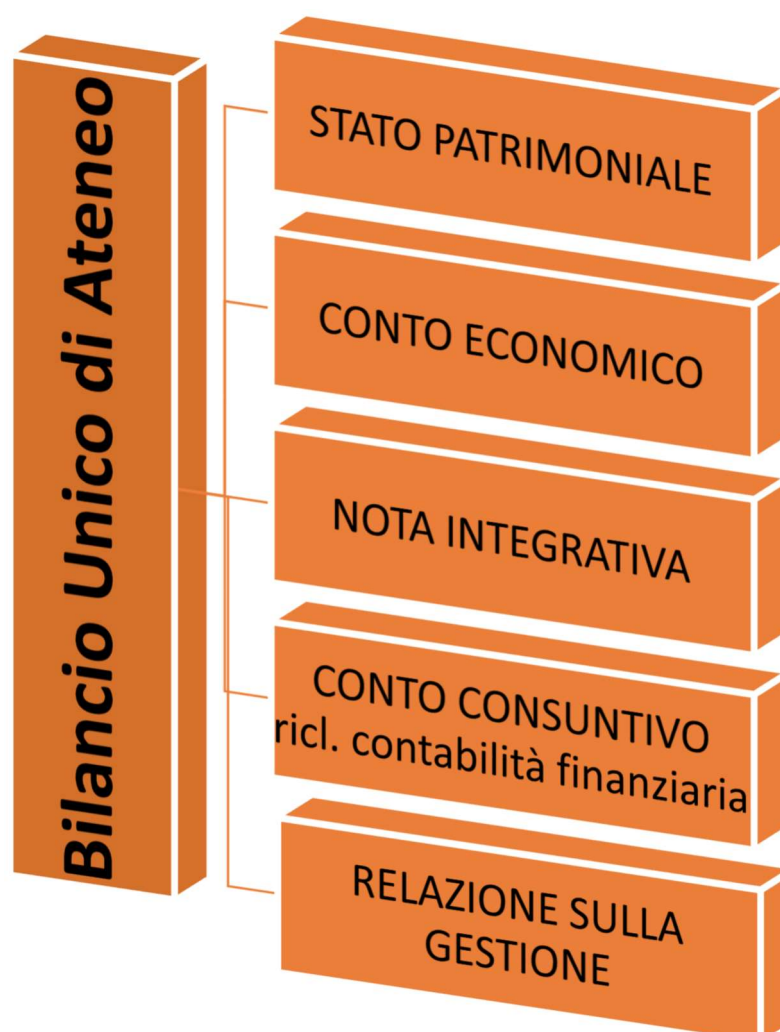 Bilancio Unico di Ateneo
STATO PATRIMONIALE
CONTO ECONOMICO
NOTA INTEGRATIVA
CONTO CONSUNTIVO
ricl. contabilità finanziaria
RELAZIONE SULLA
GESTIONE